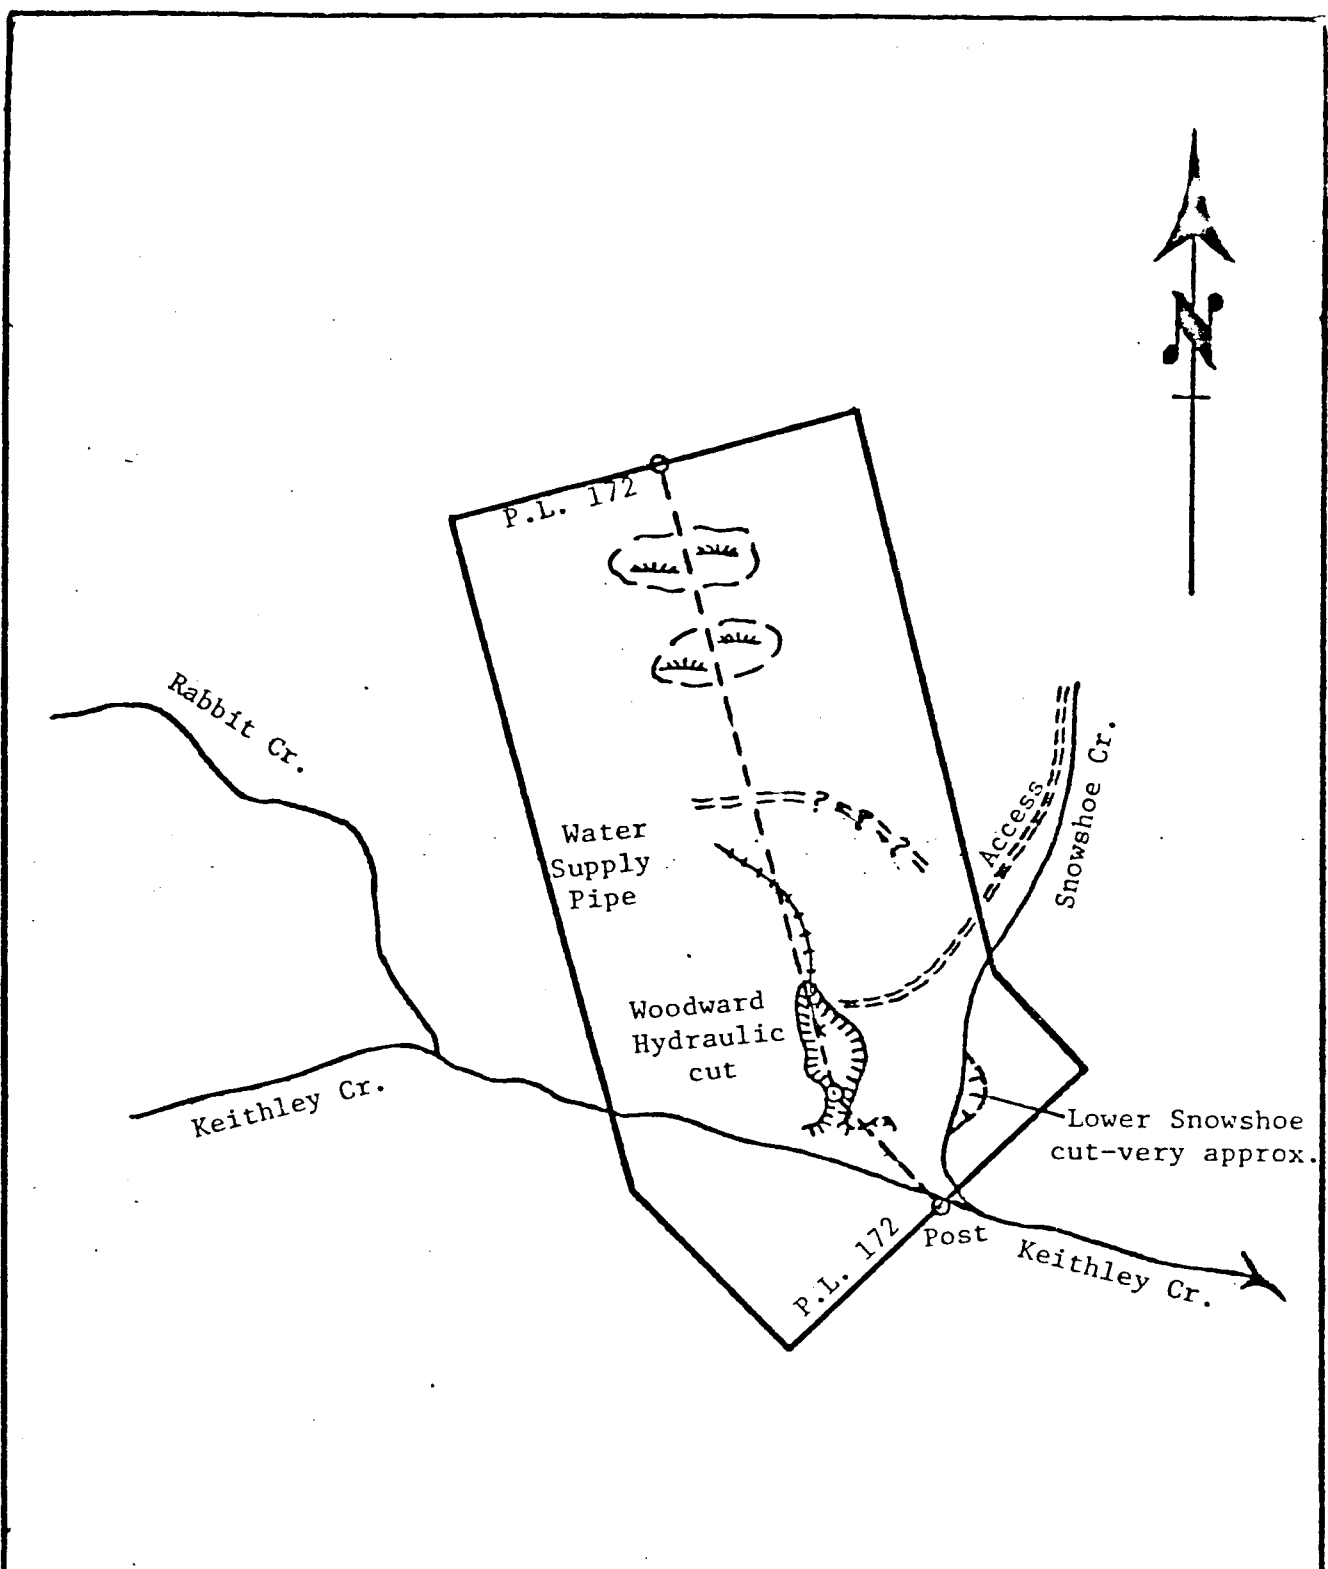 N
P.L. 172
Rabbit Cr.
Access
Snowshoe Cr.
? ? ?
Water
Supply
Pipe
Woodward
Hydraulic
cut
Keithley Cr.
Lower Snowshoe
cut-very approx.
P.L. 172
Post
Keithley Cr.